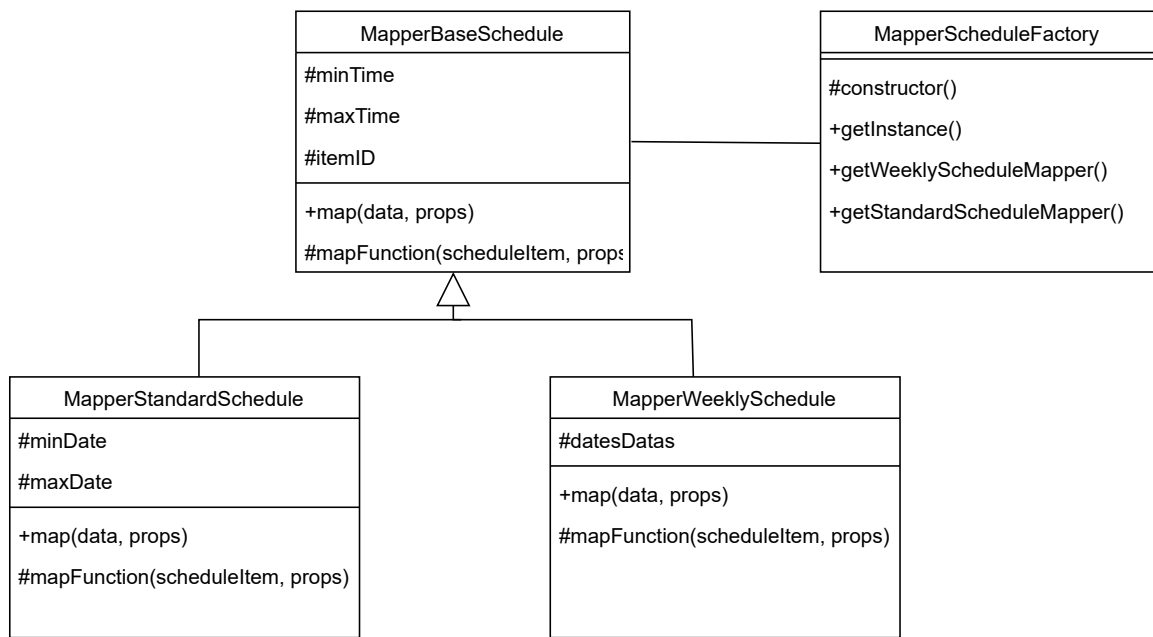 MapperBaseSchedule
#minTime
#maxTime
#itemID
+map(data, props)
#mapFunction(scheduleItem, props
MapperScheduleFactory
#constructor()
+getInstance()
+getWeeklyScheduleMapper()
+getStandardScheduleMapper()
MapperStandardSchedule
#minDate
#maxDate
+map(data, props)
#mapFunction(scheduleItem, props)
MapperWeeklySchedule
#datesDatas
+map(data, props)
#mapFunction(scheduleItem, props)